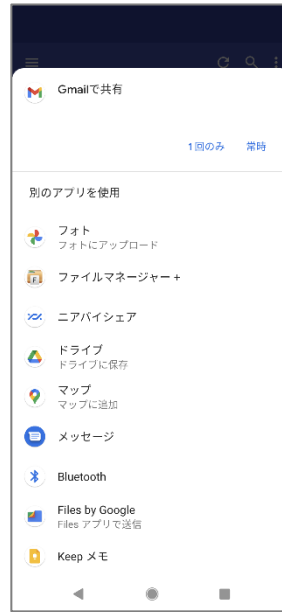 Gmailで共有
1回のみ 常時
別のアプリを使用
フォト
フォトにアップロード
ファイルマネージャー +
ニアバイシェア
ドライブ
ドライブに保存
マップ
マップに追加
メッセージ
Bluetooth
Files by Google
Files アプリで送信
Keep メモ